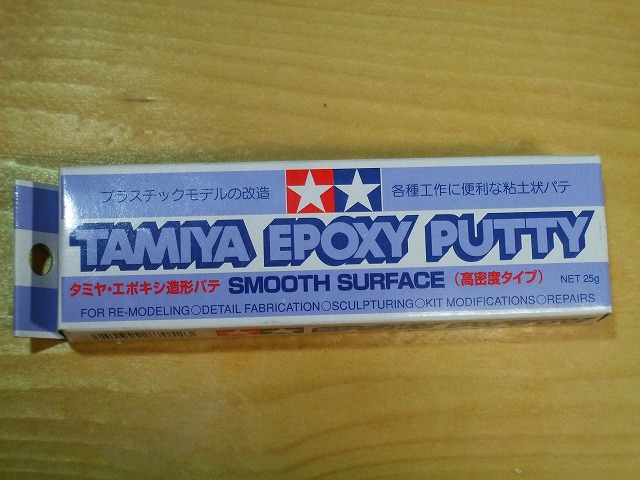 プラスチックモデルの改造 各種工作に便利な粘土状パテ
TAMIYA EPOXY PUTTY
タミヤ・エポキシ造形パテ SMOOTH SURFACE (高密度タイプ) NET 25g
FOR RE-MODELING○DETAIL FABRICATION○SCULPTURING○KIT MODIFICATIONS○REPAIRS
EPOXY PUTTY